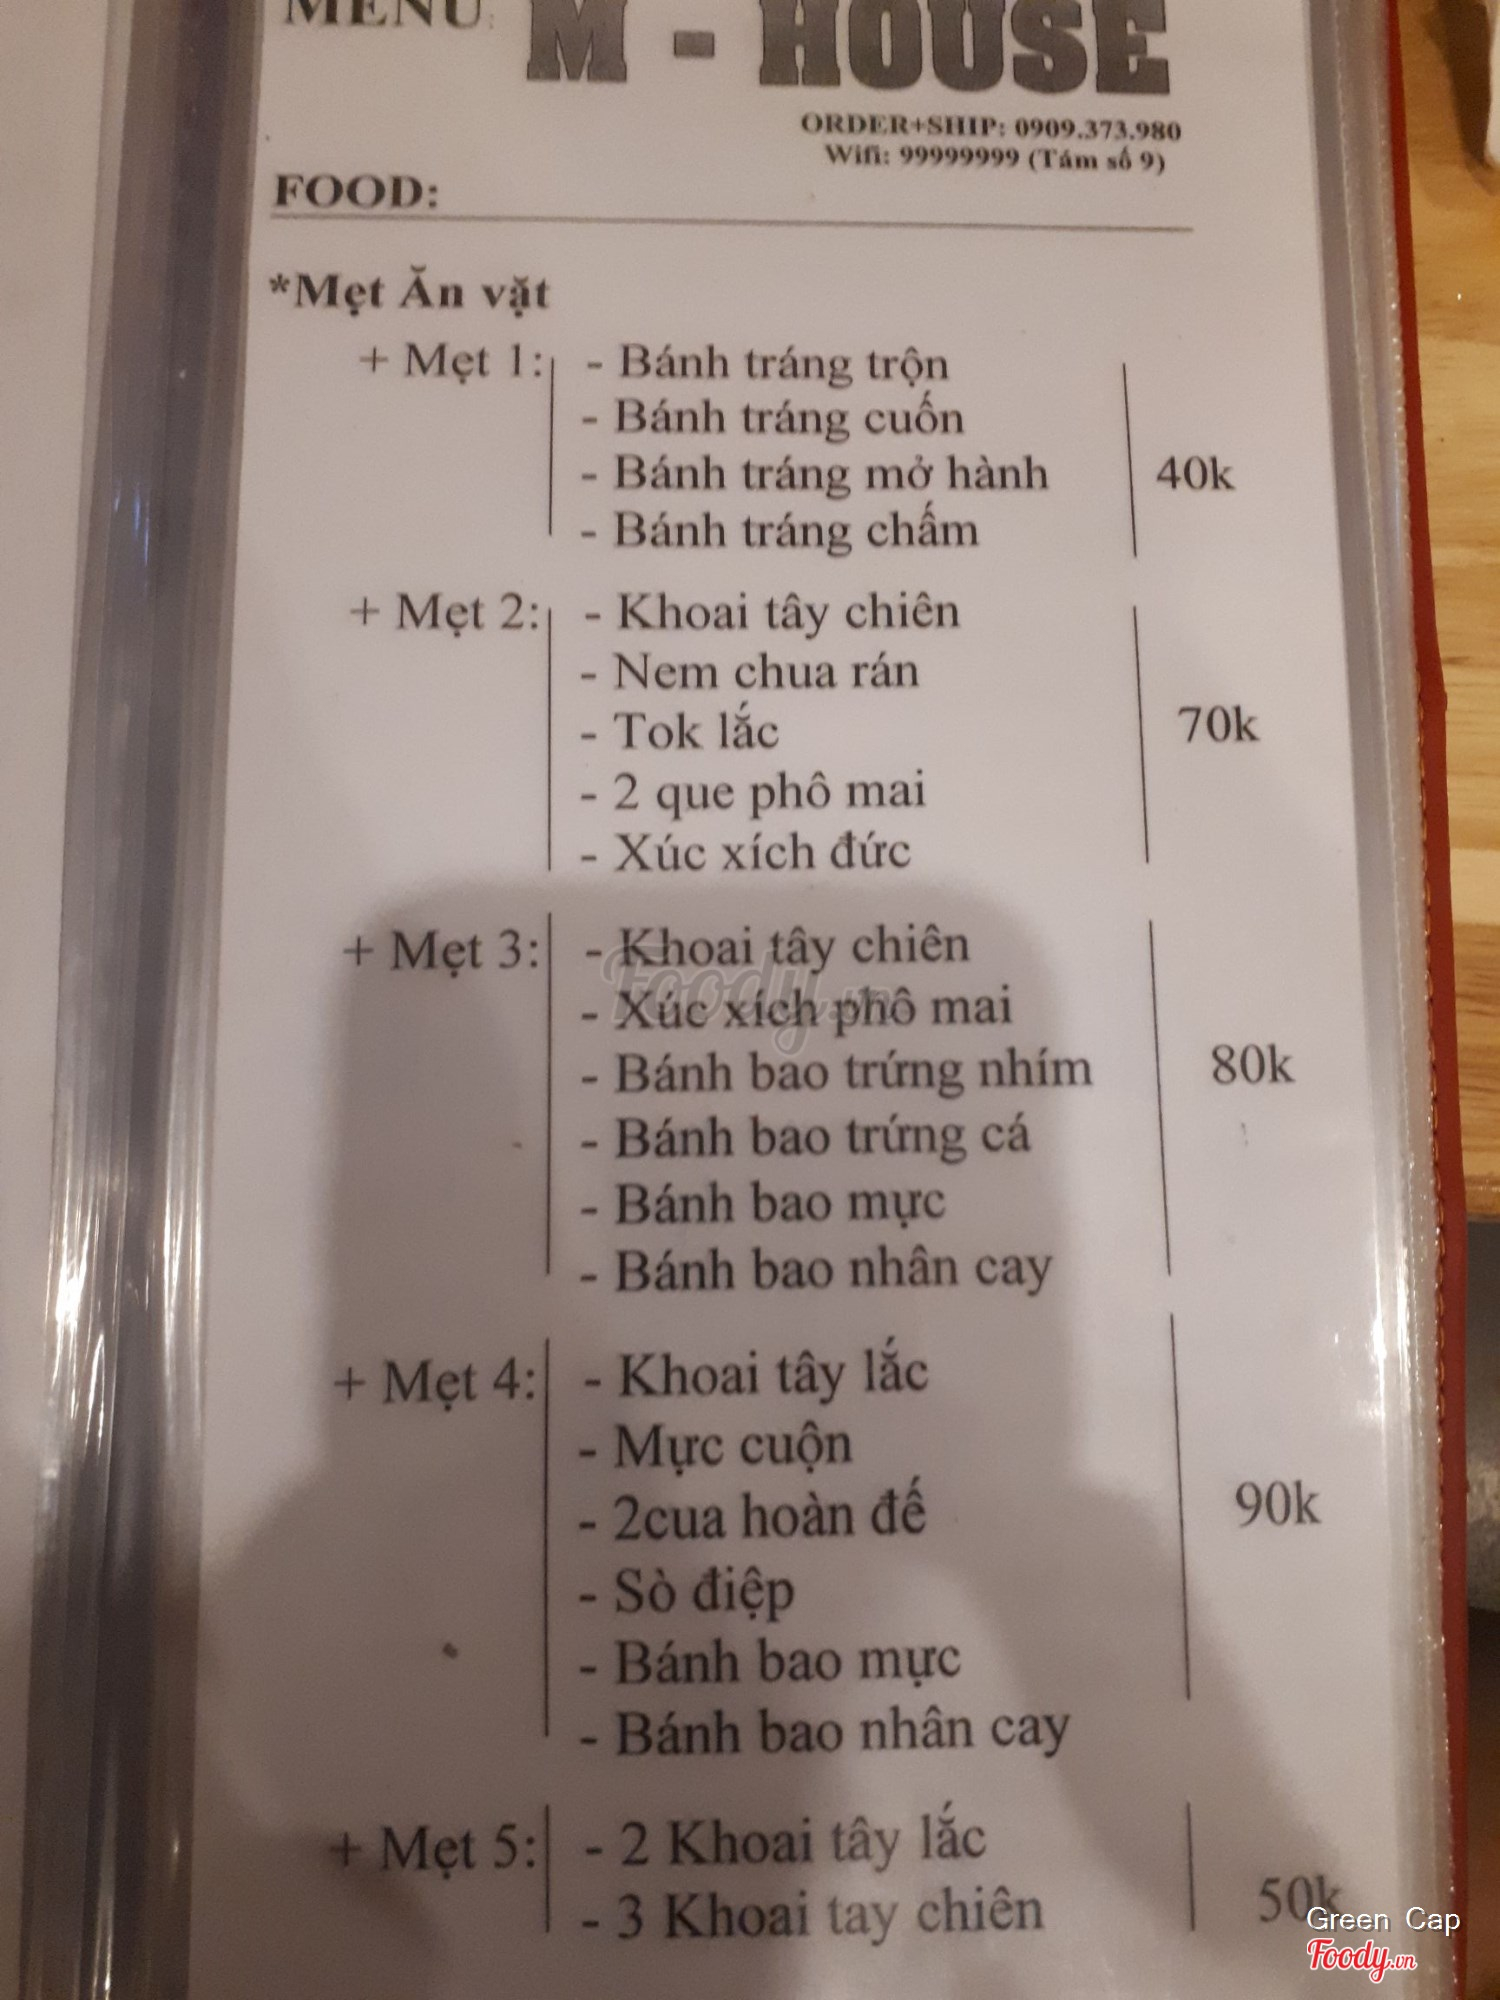 MENU: M - HOUSE
ORDER+SHIP: 0909.373.980
Wifi: 99999999 (Tám số 9)
FOOD:
*Mẹt Ăn vặt
+ Mẹt 1: - Bánh tráng trộn
- Bánh tráng cuốn
- Bánh tráng mở hành 40k
- Bánh tráng chấm
+ Mẹt 2: - Khoai tây chiên
- Nem chua rán
- Tok lắc 70k
- 2 que phô mai
- Xúc xích đức
+ Mẹt 3: - Khoai tây chiên
- Xúc xích phô mai
- Bánh bao trứng nhím 80k
- Bánh bao trứng cá
- Bánh bao mực
- Bánh bao nhân cay
+ Mẹt 4: - Khoai tây lắc
- Mực cuộn
- 2cua hoàn đế 90k
- Sò điệp
- Bánh bao mực
- Bánh bao nhân cay
+ Mẹt 5: - 2 Khoai tây lắc
- 3 Khoai tay chiên 50k
Foody.vn
Green Cap
Foody.vn